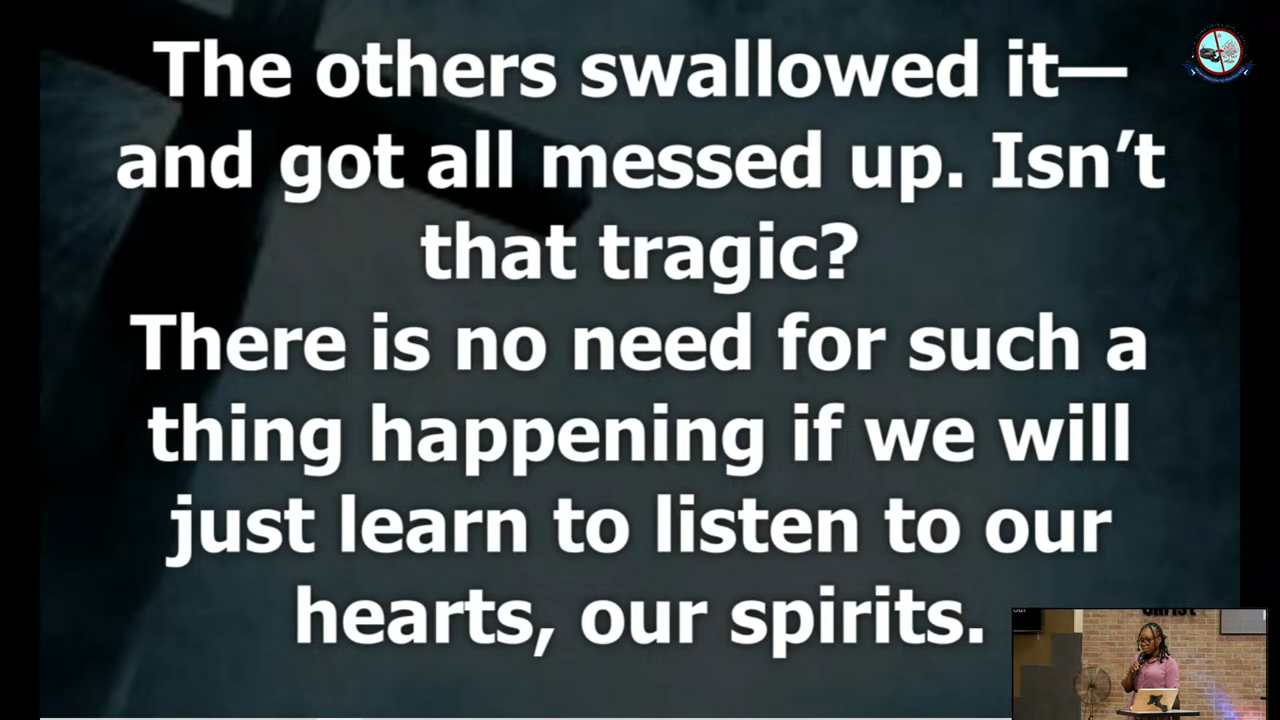 The others swallowed it—
and got all messed up. Isn’t
that tragic?
There is no need for such a
thing happening if we will
just learn to listen to our
hearts, our spirits.